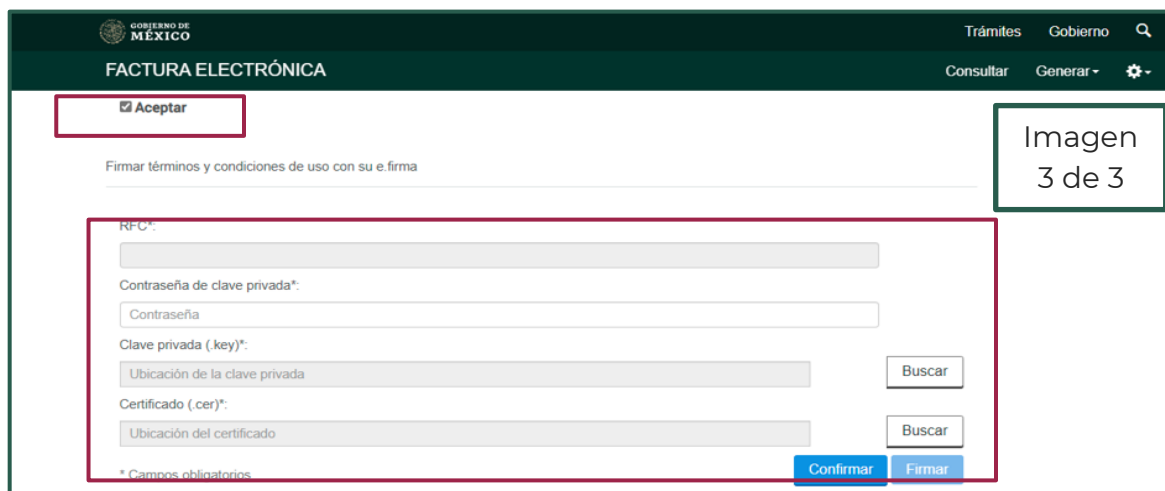 GOBIERNO DE
MÉXICO
Trámites Gobierno
FACTURA ELECTRÓNICA
Consultar Generar
Aceptar
Imagen
3 de 3
Firmar términos y condiciones de uso con su e.firma
RFC*:
Contraseña de clave privada*:
Contraseña
Clave privada (.key)*:
Ubicación de la clave privada
Buscar
Certificado (.cer)*:
Ubicación del certificado
Buscar
* Campos obligatorios
Confirmar Firmar